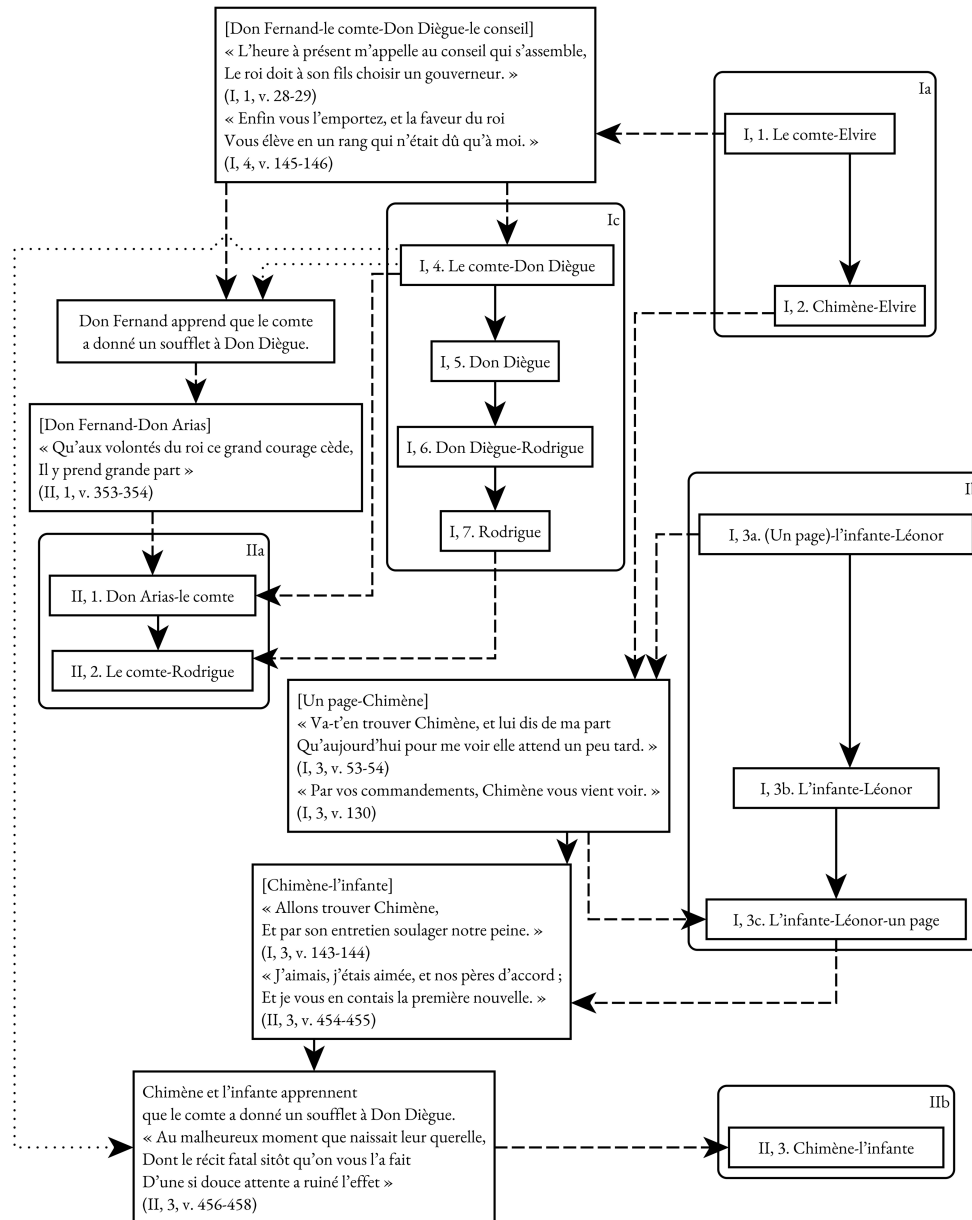 [Don Fernand-le comte-Don Diègue-le conseil]
« L’heure à présent m’appelle au conseil qui s’assemble,
Le roi doit à son fils choisir un gouverneur. »
(I, 1, v. 28-29)
« Enfin vous l’emportez, et la faveur du roi
Vous élève en un rang qui n’était dû qu’à moi. »
(I, 4, v. 145-146)
Ia
I, 1. Le comte-Elvire
I, 2. Chimène-Elvire
Ic
I, 4. Le comte-Don Diègue
I, 5. Don Diègue
I, 6. Don Diègue-Rodrigue
I, 7. Rodrigue
Don Fernand apprend que le comte
a donné un soufflet à Don Diègue.
[Don Fernand-Don Arias]
« Qu’aux volontés du roi ce grand courage cède,
Il y prend grande part »
(II, 1, v. 353-354)
IIa
II, 1. Don Arias-le comte
II, 2. Le comte-Rodrigue
I, 3a. (Un page)-l’infante-Léonor
I, 3b. L’infante-Léonor
I, 3c. L’infante-Léonor-un page
[Un page-Chimène]
« Va-t’en trouver Chimène, et lui dis de ma part
Qu’aujourd’hui pour me voir elle attend un peu tard. »
(I, 3, v. 53-54)
« Par vos commandements, Chimène vous vient voir. »
(I, 3, v. 130)
[Chimène-l’infante]
« Allons trouver Chimène,
Et par son entretien soulager notre peine. »
(I, 3, v. 143-144)
« J’aimais, j’étais aimée, et nos pères d’accord ;
Et je vous en contais la première nouvelle. »
(II, 3, v. 454-455)
Chimène et l’infante apprennent
que le comte a donné un soufflet à Don Diègue.
« Au malheureux moment que naissait leur querelle,
Dont le récit fatal sitôt qu’on vous l’a fait
D’une si douce attente a ruiné l’effet »
(II, 3, v. 456-458)
IIb
II, 3. Chimène-l’infante